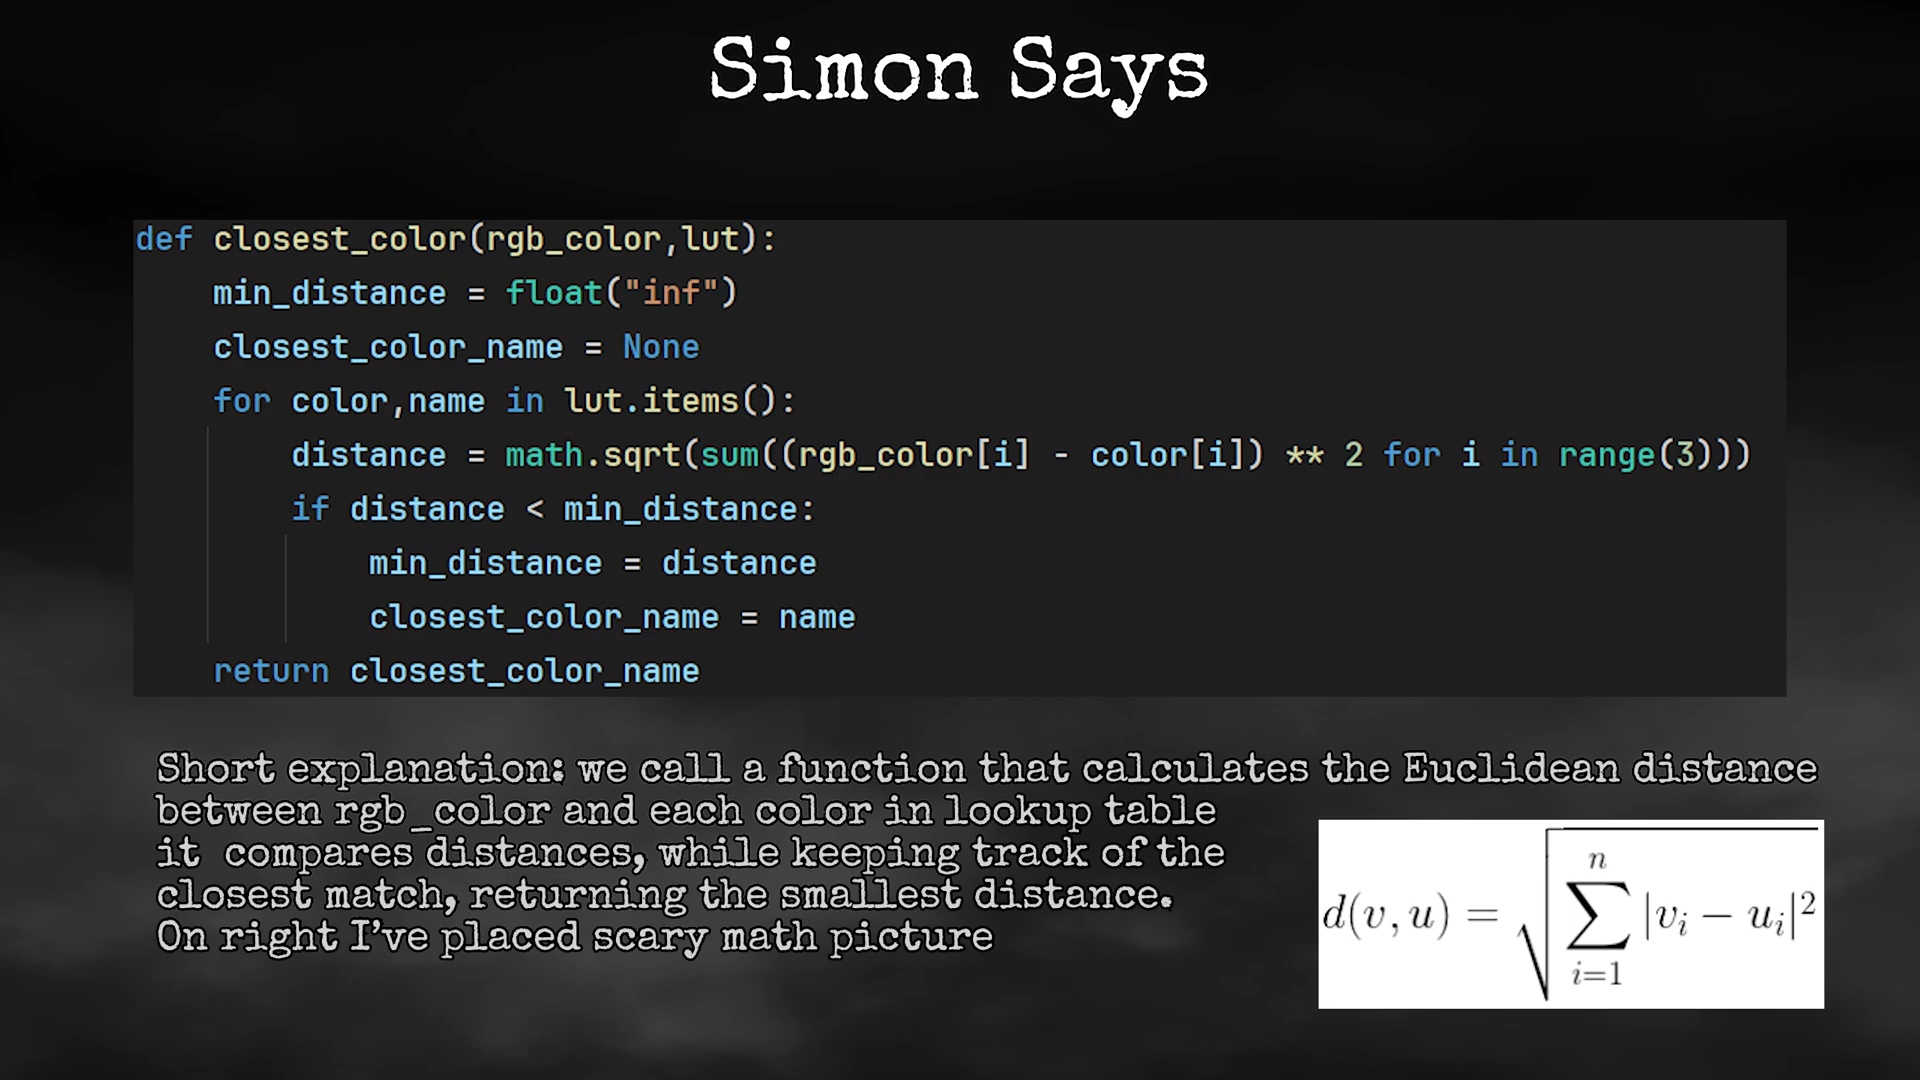 Simon Says
def closest_color(rgb_color,lut):
    min_distance = float("inf")
    closest_color_name = None
    for color,name in lut.items():
        distance = math.sqrt(sum((rgb_color[i] - color[i]) ** 2 for i in range(3)))
        if distance < min_distance:
            min_distance = distance
            closest_color_name = name
    return closest_color_name
Short explanation: we call a function that calculates the Euclidean distance
between rgb_color and each color in lookup table
it  compares distances, while keeping track of the
closest match, returning the smallest distance.
On right I’ve placed scary math picture
d(v, u) = √ n ∑ i=1 |vᵢ − uᵢ|²